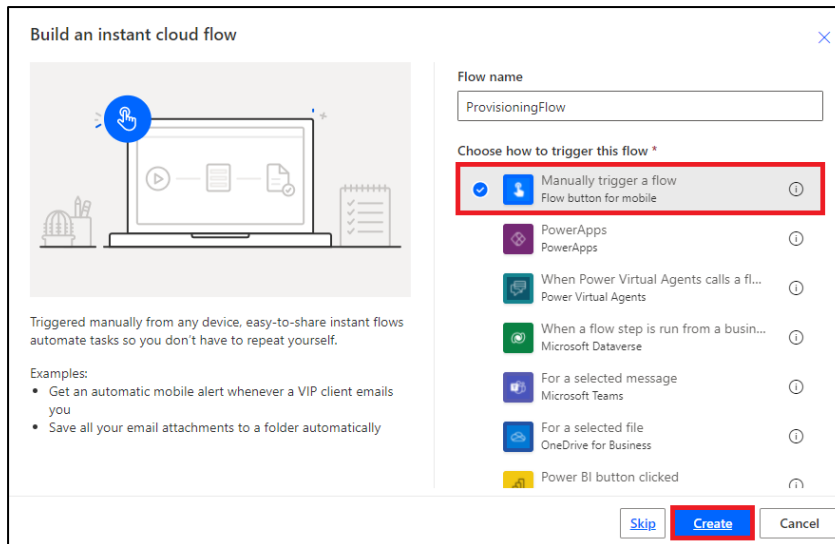 Build an instant cloud flow
Flow name
ProvisioningFlow
Choose how to trigger this flow *
Manually trigger a flow
Flow button for mobile
PowerApps
PowerApps
When Power Virtual Agents calls a fl...
Power Virtual Agents
When a flow step is run from a busin...
Microsoft Dataverse
For a selected message
Microsoft Teams
For a selected file
OneDrive for Business
Power BI button clicked
Triggered manually from any device, easy-to-share instant flows
automate tasks so you don't have to repeat yourself.
Examples:
• Get an automatic mobile alert whenever a VIP client emails
you
• Save all your email attachments to a folder automatically
Skip
Create
Cancel